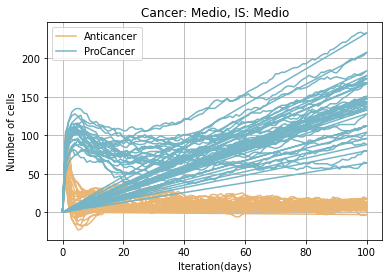 Cancer: Medio, IS: Medio
Anticancer
ProCancer
Number of cells
200
150
100
50
0
0 20 40 60 80 100
Iteration(days)